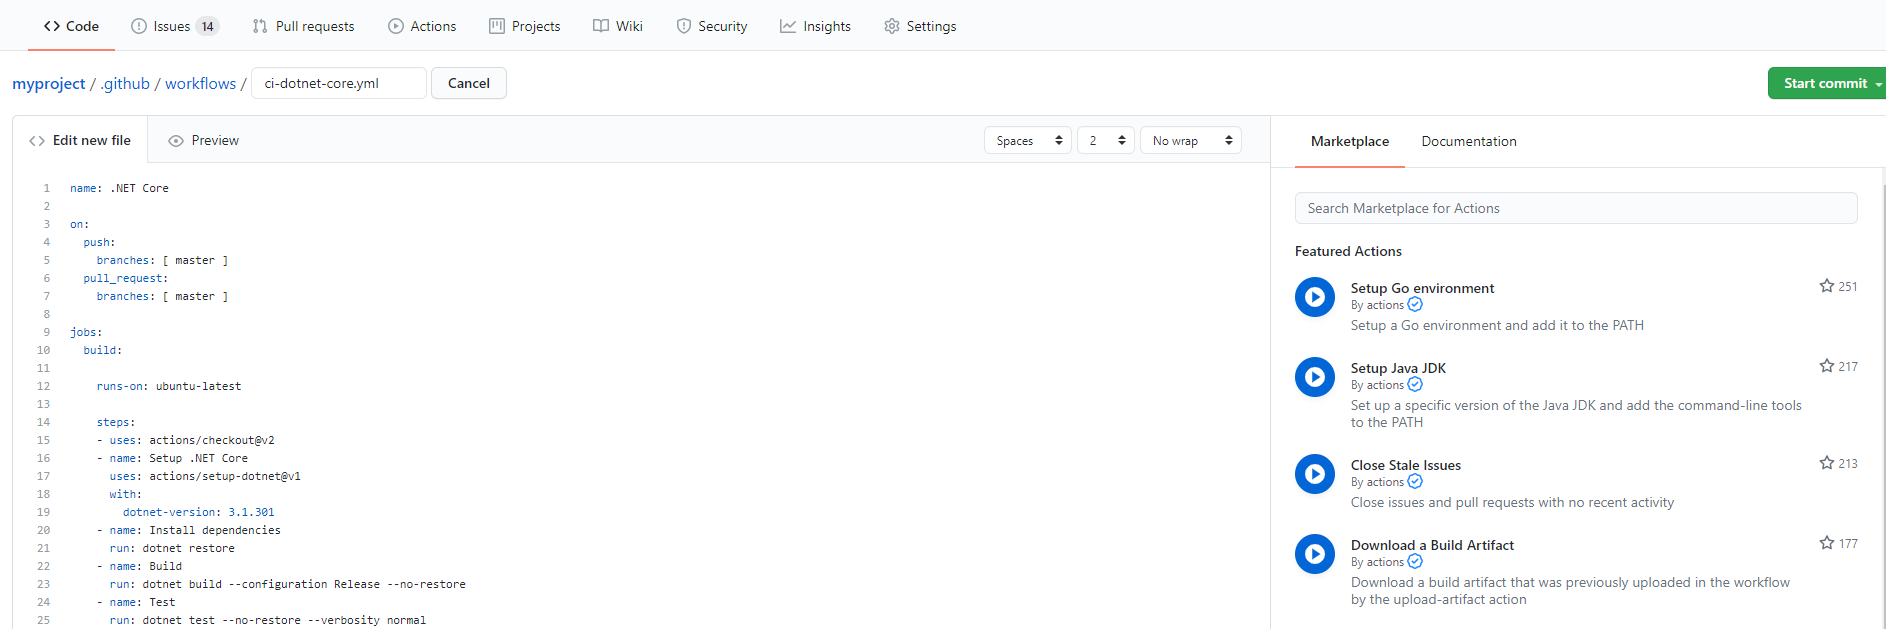 Code Issues 14 Pull requests Actions Projects Wiki Security Insights Settings
myproject / .github / workflows / ci-dotnet-core.yml Cancel Start commit
Edit new file Preview Spaces 2 No wrap
1 name: .NET Core
2
3 on:
4   push:
5     branches: [ master ]
6   pull_request:
7     branches: [ master ]
8
9 jobs:
10   build:
11
12     runs-on: ubuntu-latest
13
14     steps:
15     - uses: actions/checkout@v2
16     - name: Setup .NET Core
17       uses: actions/setup-dotnet@v1
18       with:
19         dotnet-version: 3.1.301
20     - name: Install dependencies
21       run: dotnet restore
22     - name: Build
23       run: dotnet build --configuration Release --no-restore
24     - name: Test
25       run: dotnet test --no-restore --verbosity normal
Marketplace Documentation
Search Marketplace for Actions
Featured Actions
Setup Go environment 251
By actions
Setup a Go environment and add it to the PATH
Setup Java JDK 217
By actions
Set up a specific version of the Java JDK and add the command-line tools
to the PATH
Close Stale Issues 213
By actions
Close issues and pull requests with no recent activity
Download a Build Artifact 177
By actions
Download a build artifact that was previously uploaded in the workflow
by the upload-artifact action